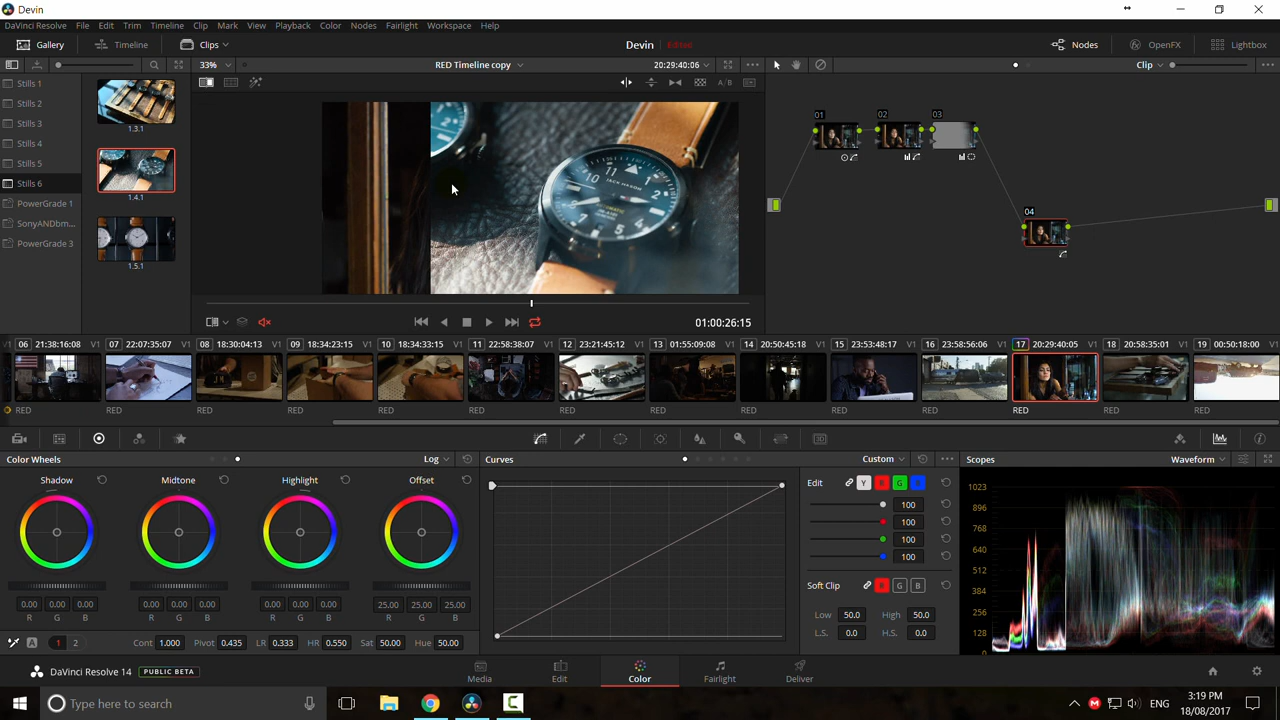 Devin
DaVinci Resolve File Edit Trim Timeline Clip Mark View Playback Color Nodes Fairlight Workspace Help
Gallery Timeline Clips Devin Edited Nodes OpenFX Lightbox
33% RED Timeline copy 20:29:40:06 Clip
Stills 1
Stills 2
Stills 3
Stills 4
Stills 5
Stills 6
PowerGrade 1
SonyANDbm...
PowerGrade 3
1.3.1
1.4.1
1.5.1
A/B
11 12 1
JACK MASON
AUTOMATIC
01 02 03
04
01:00:26:15
V1 06 21:38:16:08 V1 07 22:07:35:07 V1 08 18:30:04:13 V1 09 18:34:23:15 V1 10 18:34:33:15 V1 11 22:58:38:07 V1 12 23:21:45:12 V1 13 01:55:09:08 V1 14 20:50:45:18 V1 15 23:53:48:17 V1 16 23:58:56:06 V1 17 20:29:40:05 V1 18 20:58:35:01 V1 19 00:50:18:00 V1
RED RED RED RED RED RED RED RED RED RED RED RED RED RED
3D
Color Wheels Log Curves Custom Scopes Waveform
Shadow Midtone Highlight Offset
0.00 0.00 0.00 0.00 0.00 0.00 0.00 0.00 0.00 25.00 25.00 25.00
R G B R G B R G B R G B
A 1 2 Cont 1.000 Pivot 0.435 LR 0.333 HR 0.550 Sat 50.00 Hue 50.00
Edit Y R G B
100
100
100
100
Soft Clip R G B
Low 50.0 High 50.0
L.S. 0.0 H.S. 0.0
1023
896
768
640
512
384
256
128
0
DaVinci Resolve 14 PUBLIC BETA
Media Edit Color Fairlight Deliver
Type here to search
ENG 3:19 PM
18/08/2017